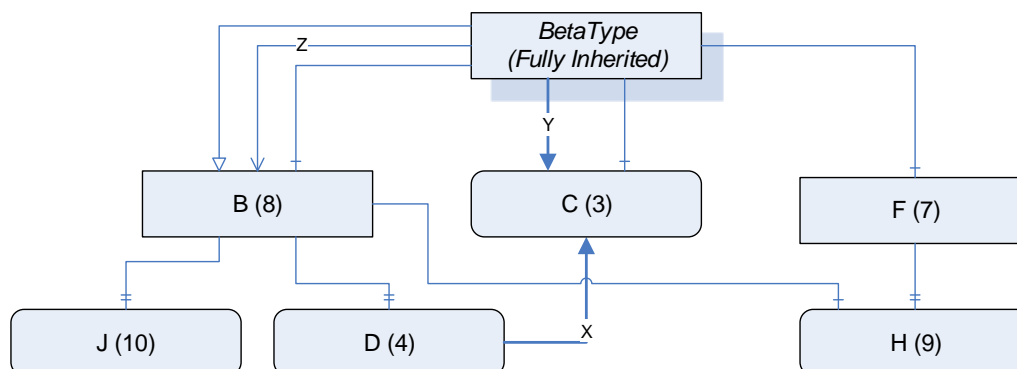 BetaType
(Fully Inherited)
Z
Y
B (8)
C (3)
F (7)
X
J (10)
D (4)
H (9)